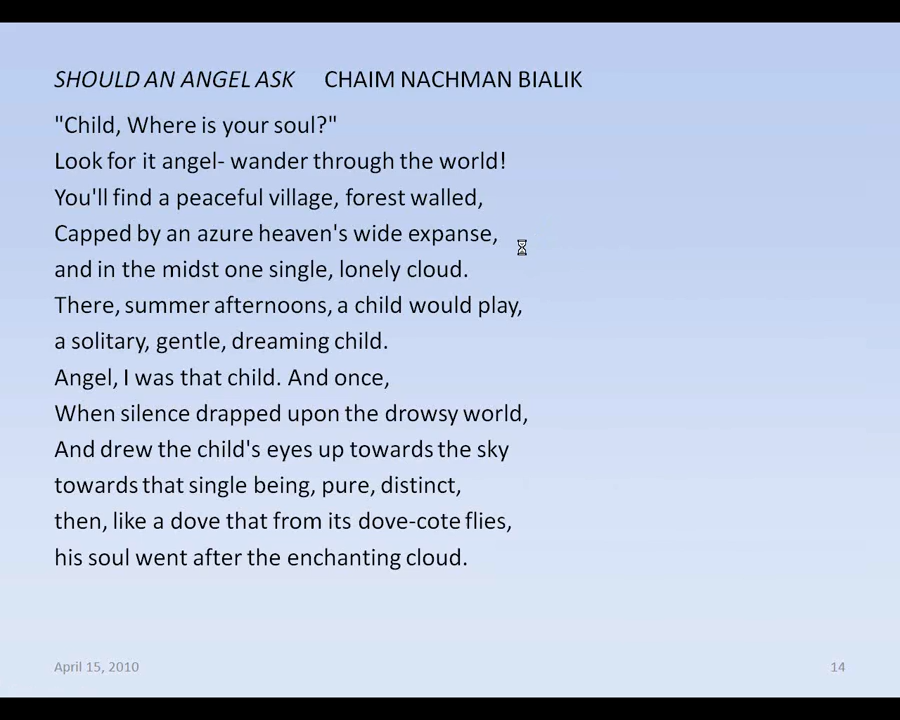 SHOULD AN ANGEL ASK CHAIM NACHMAN BIALIK
"Child, Where is your soul?"
Look for it angel- wander through the world!
You'll find a peaceful village, forest walled,
Capped by an azure heaven's wide expanse,
and in the midst one single, lonely cloud.
There, summer afternoons, a child would play,
a solitary, gentle, dreaming child.
Angel, I was that child. And once,
When silence drapped upon the drowsy world,
And drew the child's eyes up towards the sky
towards that single being, pure, distinct,
then, like a dove that from its dove-cote flies,
his soul went after the enchanting cloud.
April 15, 2010
14